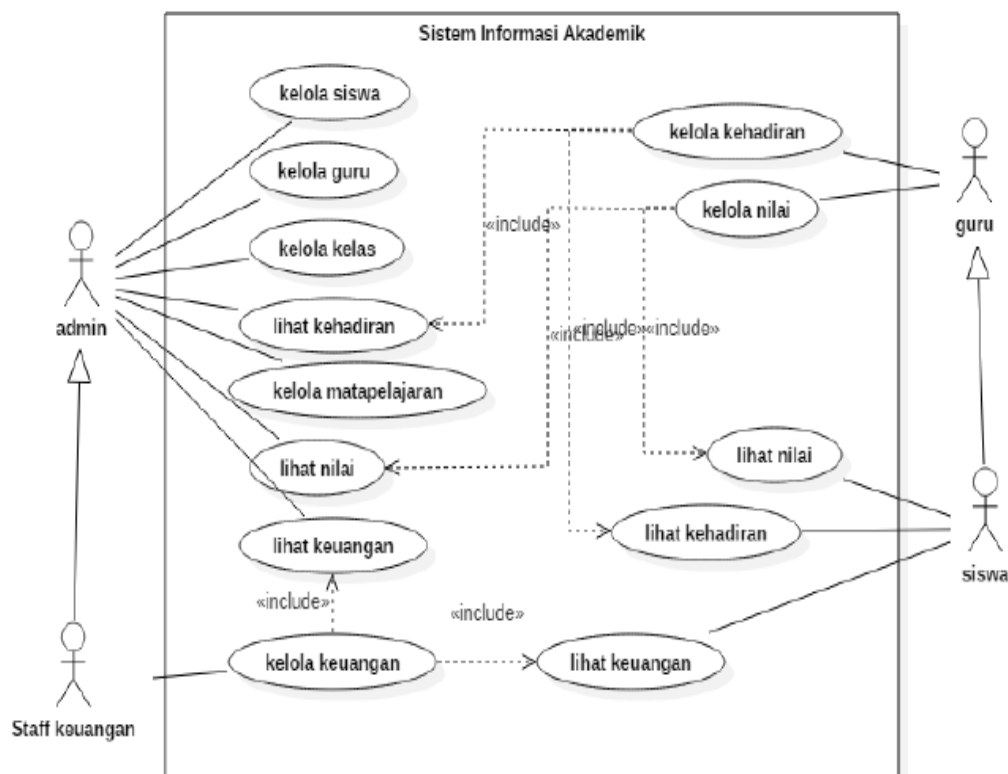 Sistem Informasi Akademik
kelola siswa
kelola kehadiran
kelola guru
kelola nilai
guru
«include»
kelola kelas
admin
lihat kehadiran
«include»
«include»
«include»
kelola matapelajaran
lihat nilai
lihat nilai
lihat keuangan
lihat kehadiran
siswa
«include»
«include»
kelola keuangan
lihat keuangan
Staff keuangan